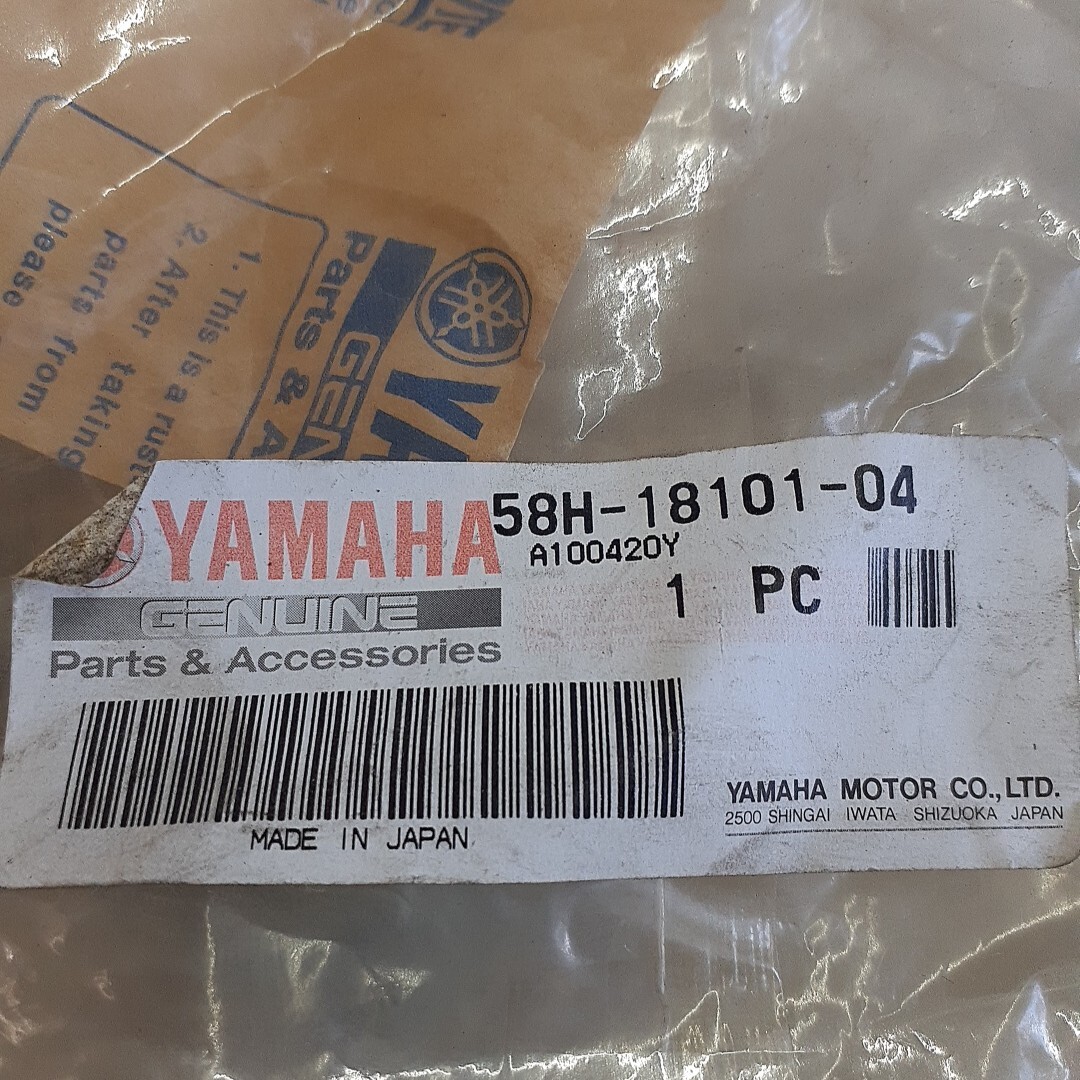 1. This is a rust
2. After taking
parts from
please
Parts & A
YAMAHA
58H-18101-04
A100420Y
1 PC
GENUINE
Parts & Accessories
MADE IN JAPAN
YAMAHA MOTOR CO., LTD.
2500 SHINGAI IWATA SHIZUOKA JAPAN